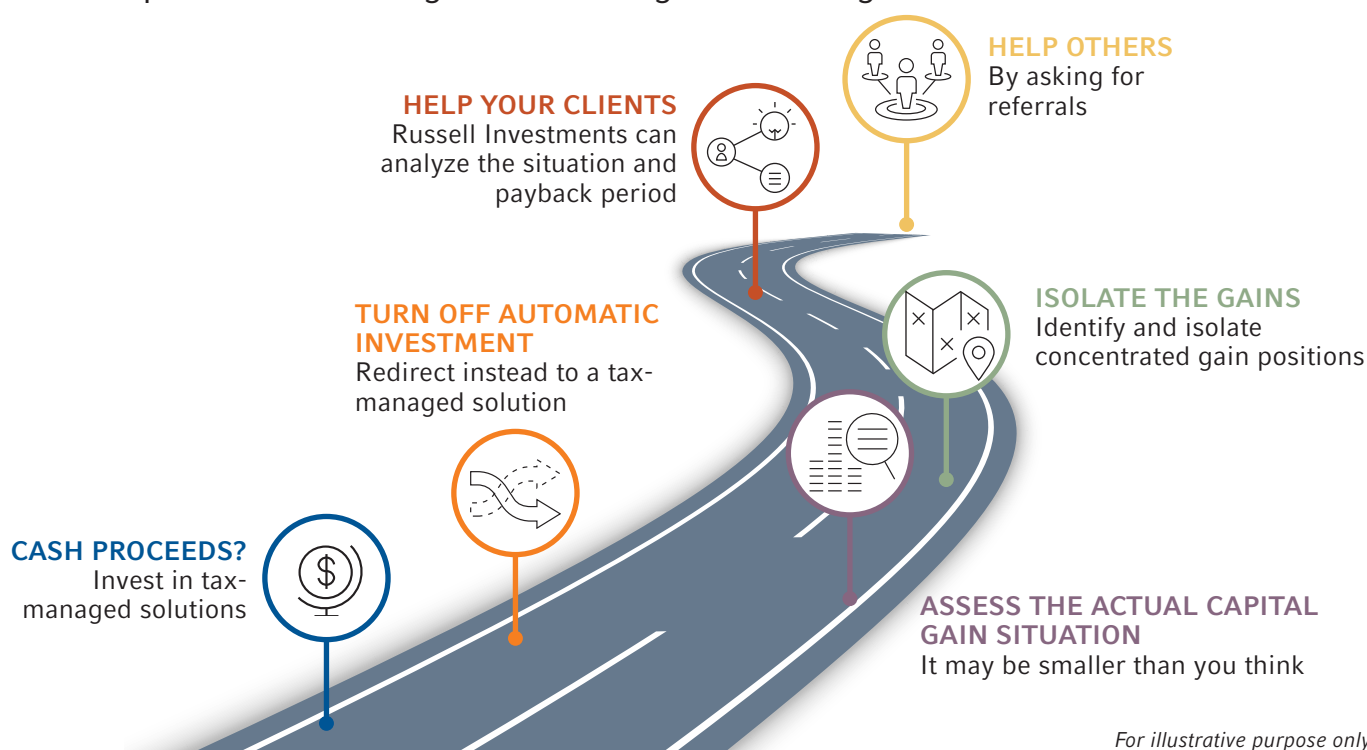 HELP OTHERS
By asking for
referrals
HELP YOUR CLIENTS
Russell Investments can
analyze the situation and
payback period
ISOLATE THE GAINS
Identify and isolate
concentrated gain positions
TURN OFF AUTOMATIC
INVESTMENT
Redirect instead to a tax-
managed solution
CASH PROCEEDS?
Invest in tax-
managed solutions
$
ASSESS THE ACTUAL CAPITAL
GAIN SITUATION
It may be smaller than you think
For illustrative purpose only